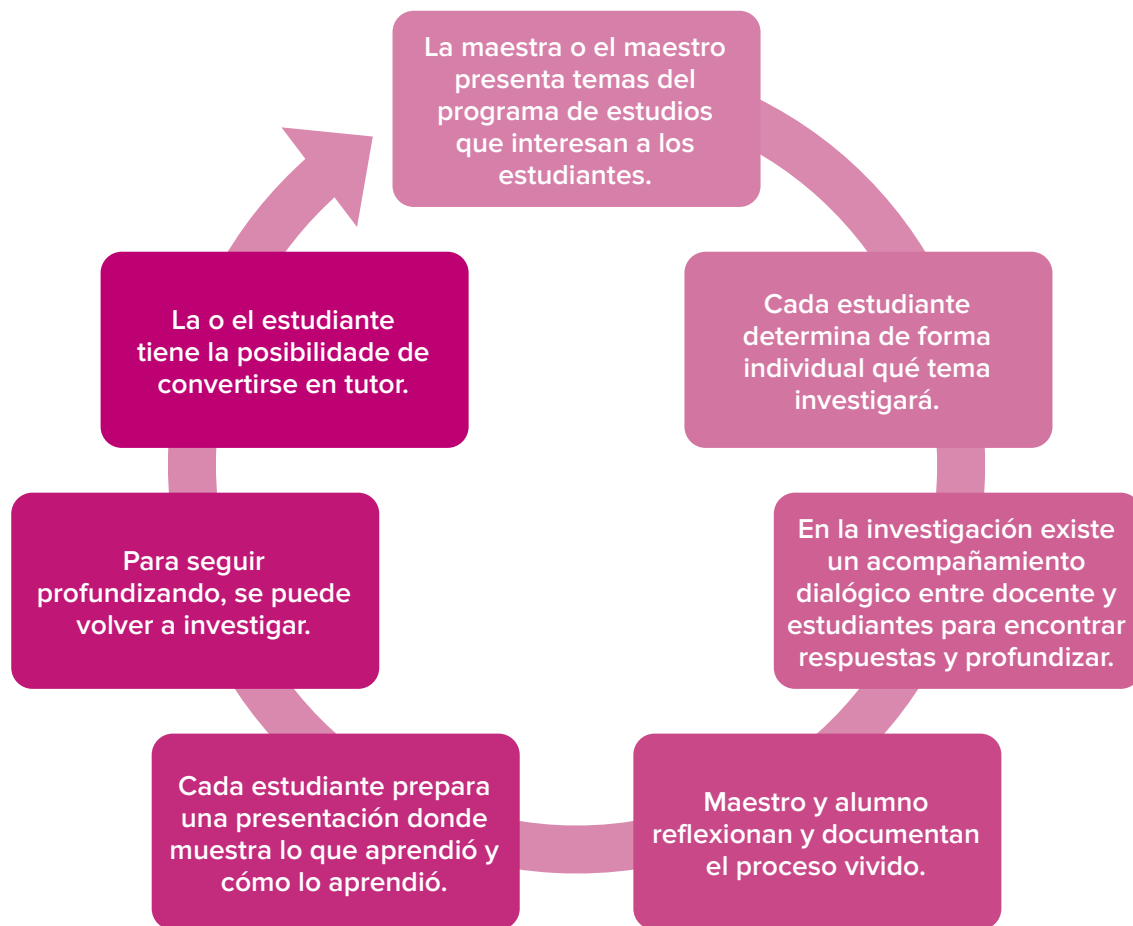 La maestra o el maestro
presenta temas del
programa de estudios
que interesan a los
estudiantes.
Cada estudiante
determina de forma
individual qué tema
investigará.
En la investigación existe
un acompañamiento
dialógico entre docente y
estudiantes para encontrar
respuestas y profundizar.
Maestro y alumno
reflexionan y documentan
el proceso vivido.
Cada estudiante prepara
una presentación donde
muestra lo que aprendió y
cómo lo aprendió.
Para seguir
profundizando, se puede
volver a investigar.
La o el estudiante
tiene la posibilidade de
convertirse en tutor.